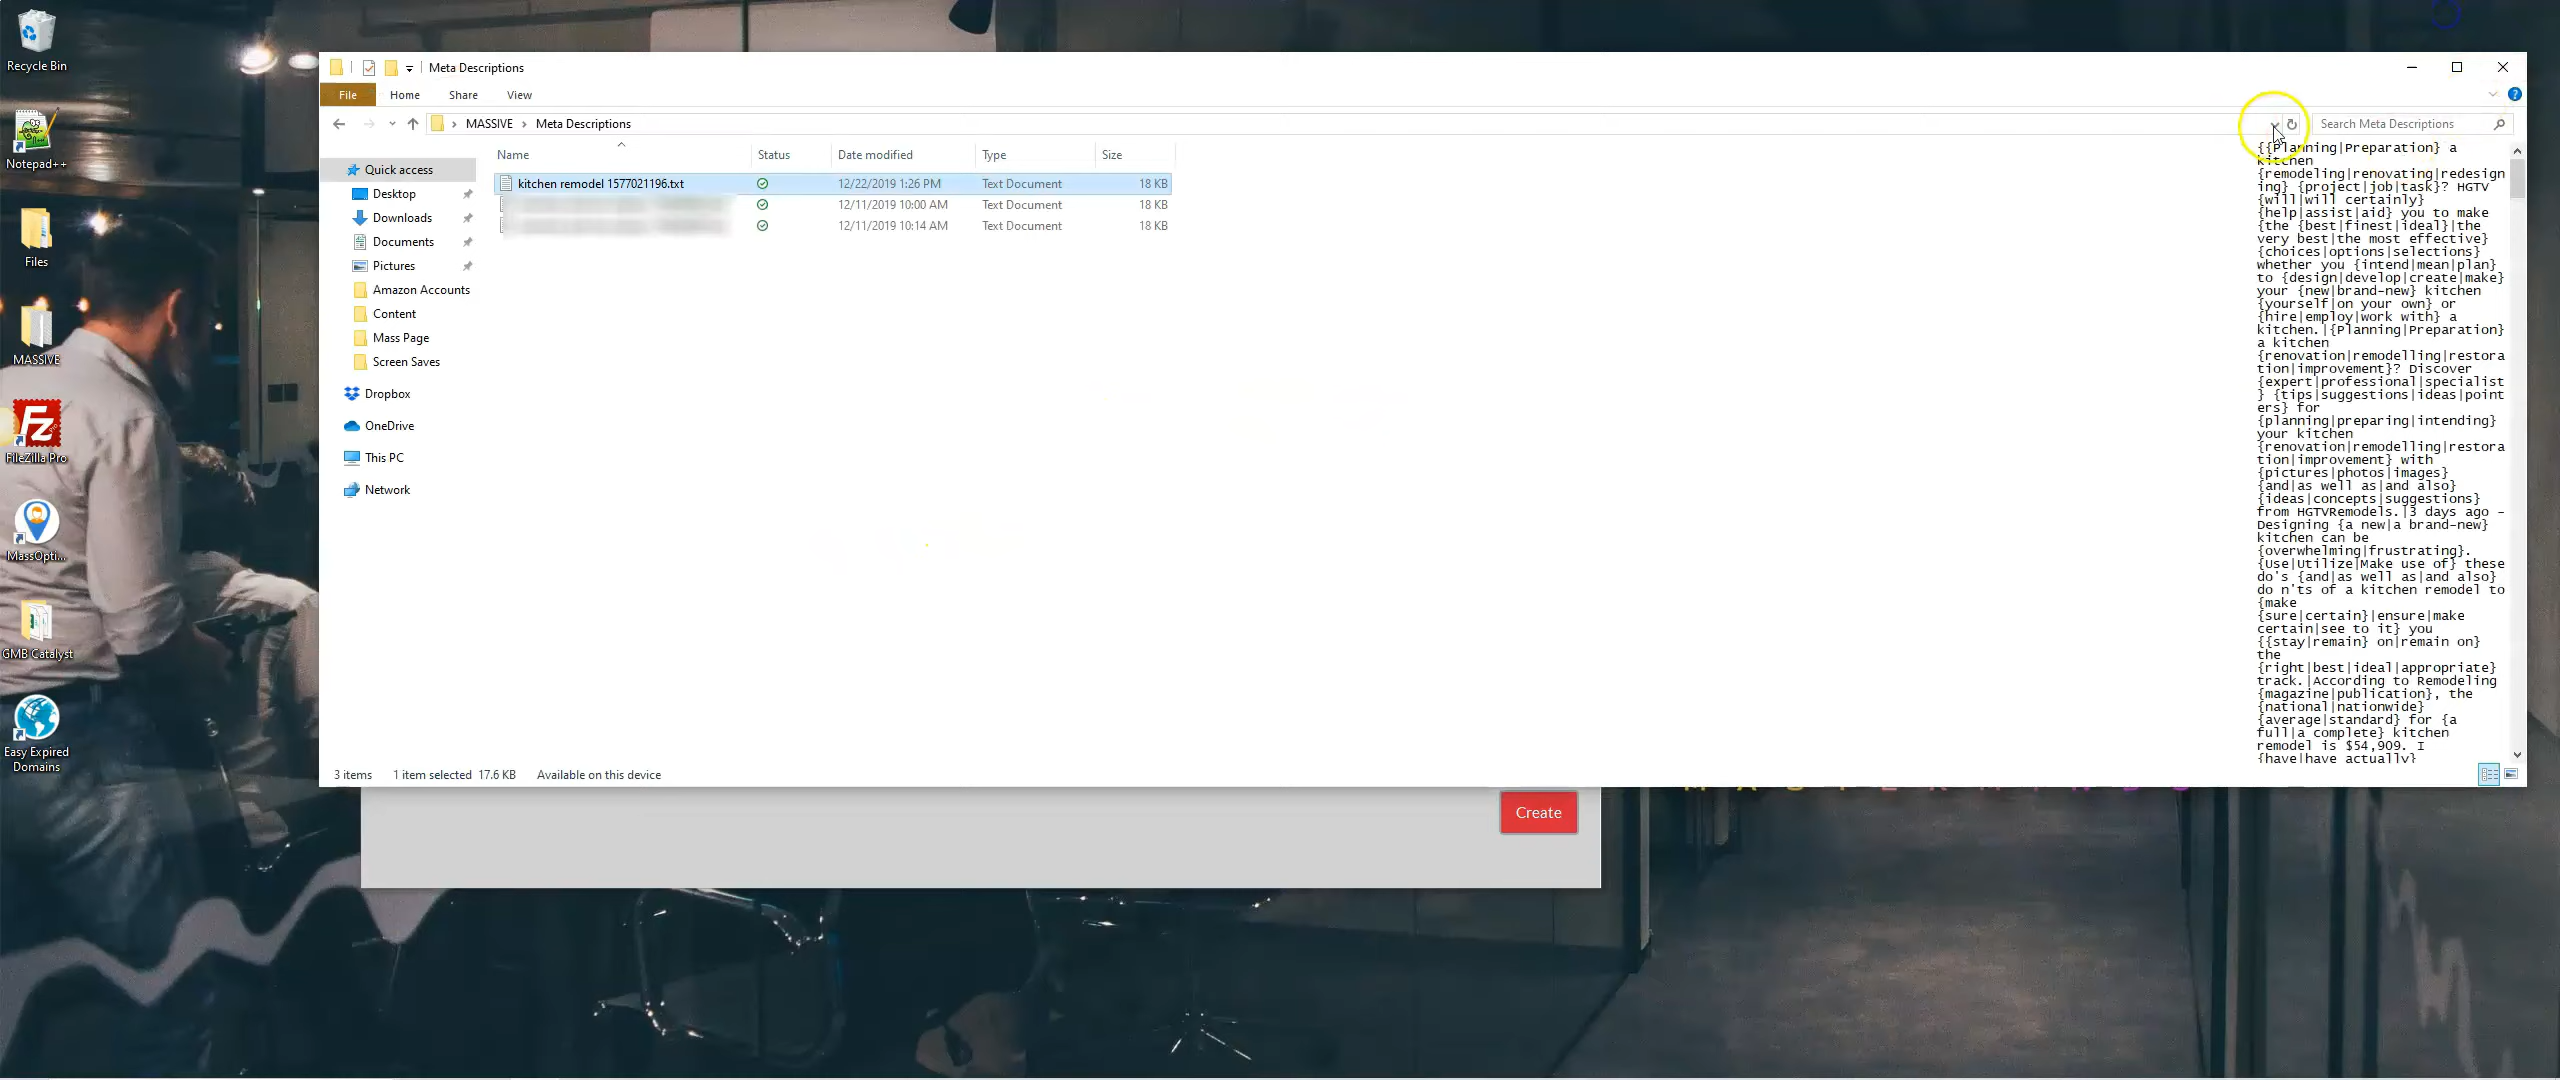 Recycle Bin
Notepad++
Files
MASSIVE
FileZilla Pro
MassOpti...
GMB Catalyst
Easy Expired
Domains
Meta Descriptions
File Home Share View
MASSIVE > Meta Descriptions
Search Meta Descriptions
Quick access
Desktop
Downloads
Documents
Pictures
Amazon Accounts
Content
Mass Page
Screen Saves
Dropbox
OneDrive
This PC
Network
Name Status Date modified Type Size
kitchen remodel 1577021196.txt 12/22/2019 1:26 PM Text Document 18 KB
12/11/2019 10:00 AM Text Document 18 KB
12/11/2019 10:14 AM Text Document 18 KB
{{Planning|Preparation} a
kitchen
{remodeling|renovating|redesign
ing} {project|job|task}? HGTV
{will|will certainly}
{help|assist|aid} you to make
{the {best|finest|ideal}|the
very best|the most effective}
{choices|options|selections}
whether you {intend|mean|plan}
to {design|develop|create|make}
your {new|brand-new} kitchen
{yourself|on your own} or
{hire|employ|work with} a
kitchen.|{Planning|Preparation}
a kitchen
{renovation|remodelling|restora
tion|improvement}? Discover
{expert|professional|specialist
} {tips|suggestions|ideas|point
ers} for
{planning|preparing|intending}
your kitchen
{renovation|remodelling|restora
tion|improvement} with
{pictures|photos|images}
{and|as well as|and also}
{ideas|concepts|suggestions}
from HGTVRemodels.|3 days ago -
Designing {a new|a brand-new}
kitchen can be
{overwhelming|frustrating}.
{Use|Utilize|Make use of} these
do's {and|as well as|and also}
do n'ts of a kitchen remodel to
{make
{sure|certain}|ensure|make
certain|see to it} you
{{stay|remain} on|remain on}
the
{right|best|ideal|appropriate}
track.|According to Remodeling
{magazine|publication}, the
{national|nationwide}
{average|standard} for {a
full|a complete} kitchen
remodel is $54,909. I
{have|have actually}
3 items 1 item selected 17.6 KB Available on this device
Create